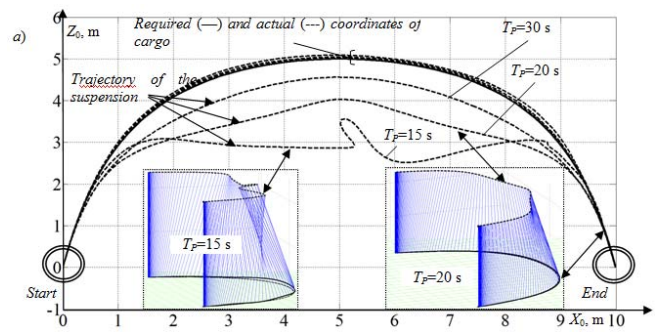 a)
Z0, m
Required (—) and actual (---) coordinates of
cargo
TP=30 s
TP=20 s
Trajectory of the
suspension
TP=15 s
TP=15 s
TP=20 s
Start
End
6
5
4
3
2
1
0
-1
0 1 2 3 4 5 6 7 8 9 X0, m 10